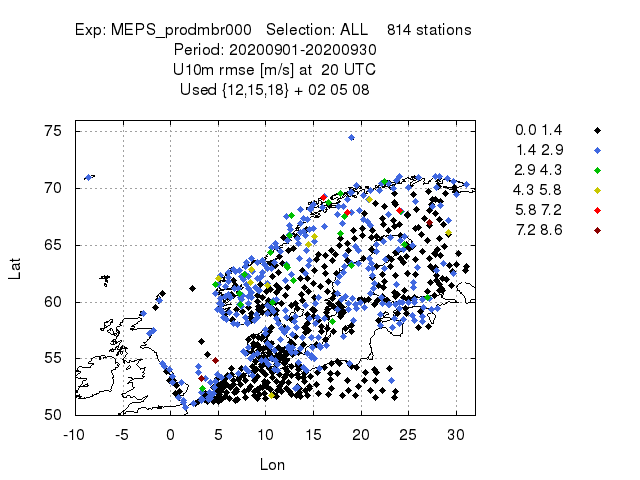 Exp: MEPS_prodmbr000   Selection: ALL    814 stations
Period: 20200901-20200930
U10m rmse [m/s] at  20 UTC
Used {12,15,18} + 02 05 08
0.0 1.4
1.4 2.9
2.9 4.3
4.3 5.8
5.8 7.2
7.2 8.6
Lat
75
70
65
60
55
50
-10 -5 0 5 10 15 20 25 30
Lon